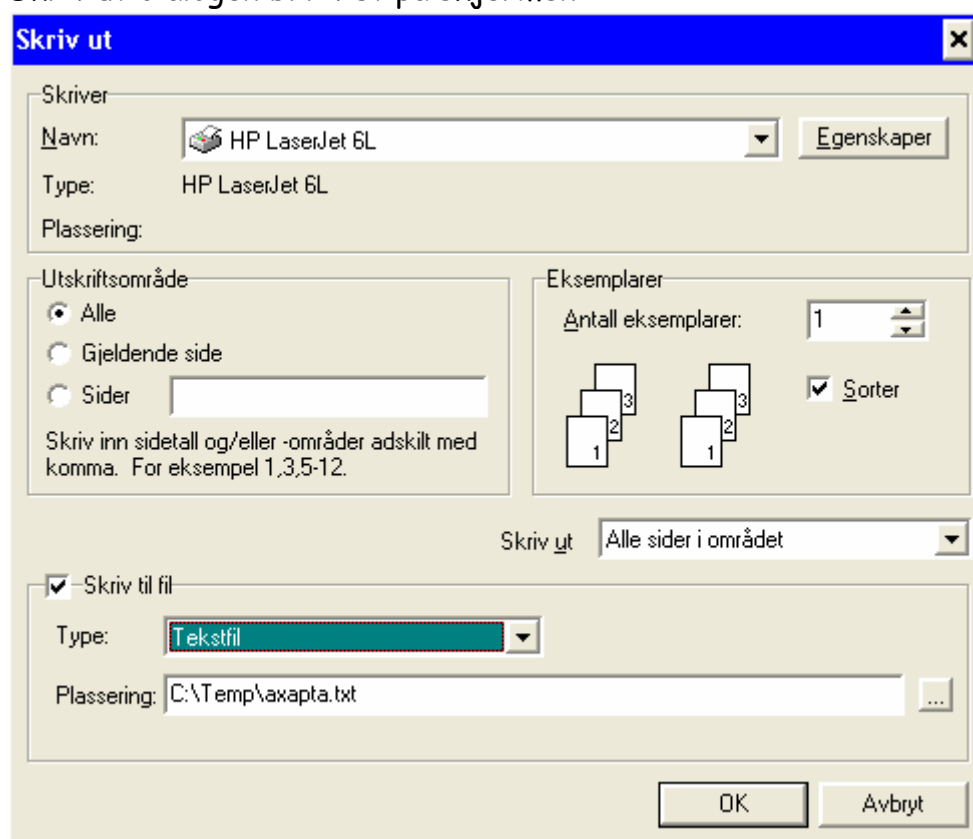 på skjermen
Skriv ut
Skriver
Navn: HP LaserJet 6L Egenskaper
Type: HP LaserJet 6L
Plassering:
Utskriftsområde
Alle
Gjeldende side
Sider
Skriv inn sidetall og/eller -områder adskilt med
komma. For eksempel 1,3,5-12.
Eksemplarer
Antall eksemplarer: 1
3 3
2 2
1 1
Sorter
Skriv ut Alle sider i området
Skriv til fil
Type: Tekstfil
Plassering: C:\Temp\axapta.txt ...
OK Avbryt